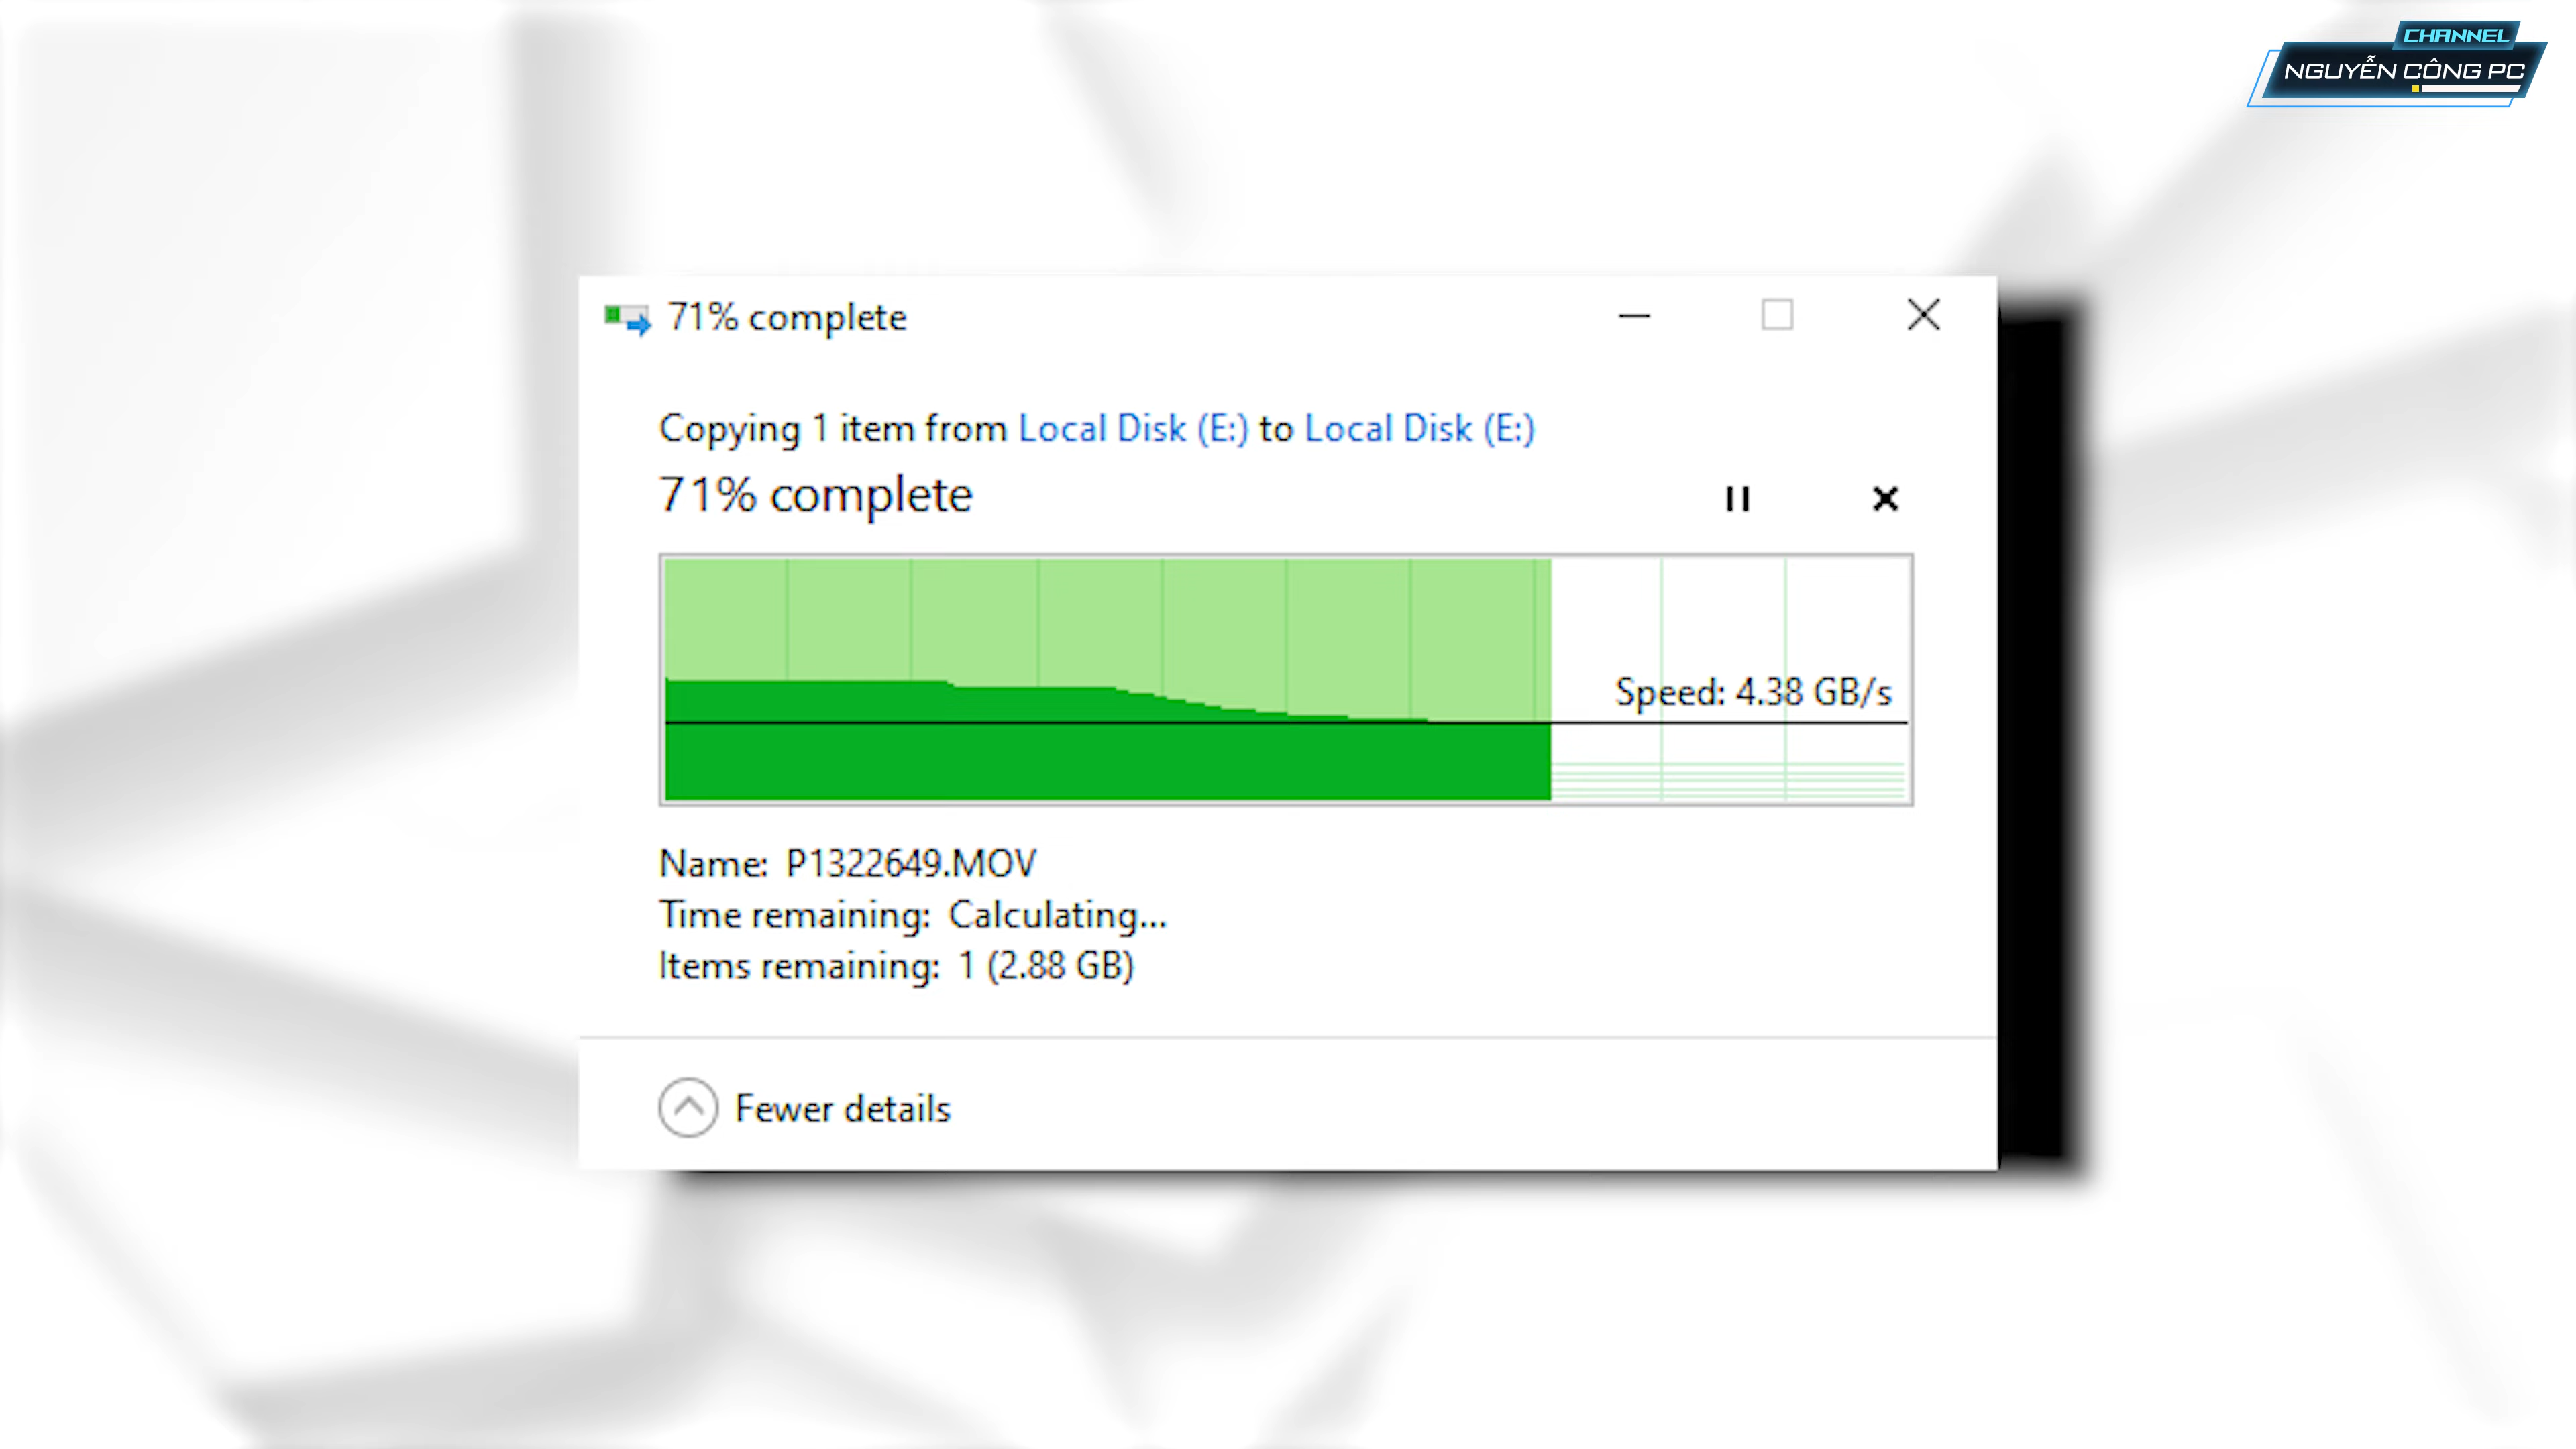 CHANNEL
NGUYỄN CÔNG PC
71% complete
Copying 1 item from Local Disk (E:) to Local Disk (E:)
71% complete
Speed: 4.38 GB/s
Name: P1322649.MOV
Time remaining: Calculating...
Items remaining: 1 (2.88 GB)
Fewer details